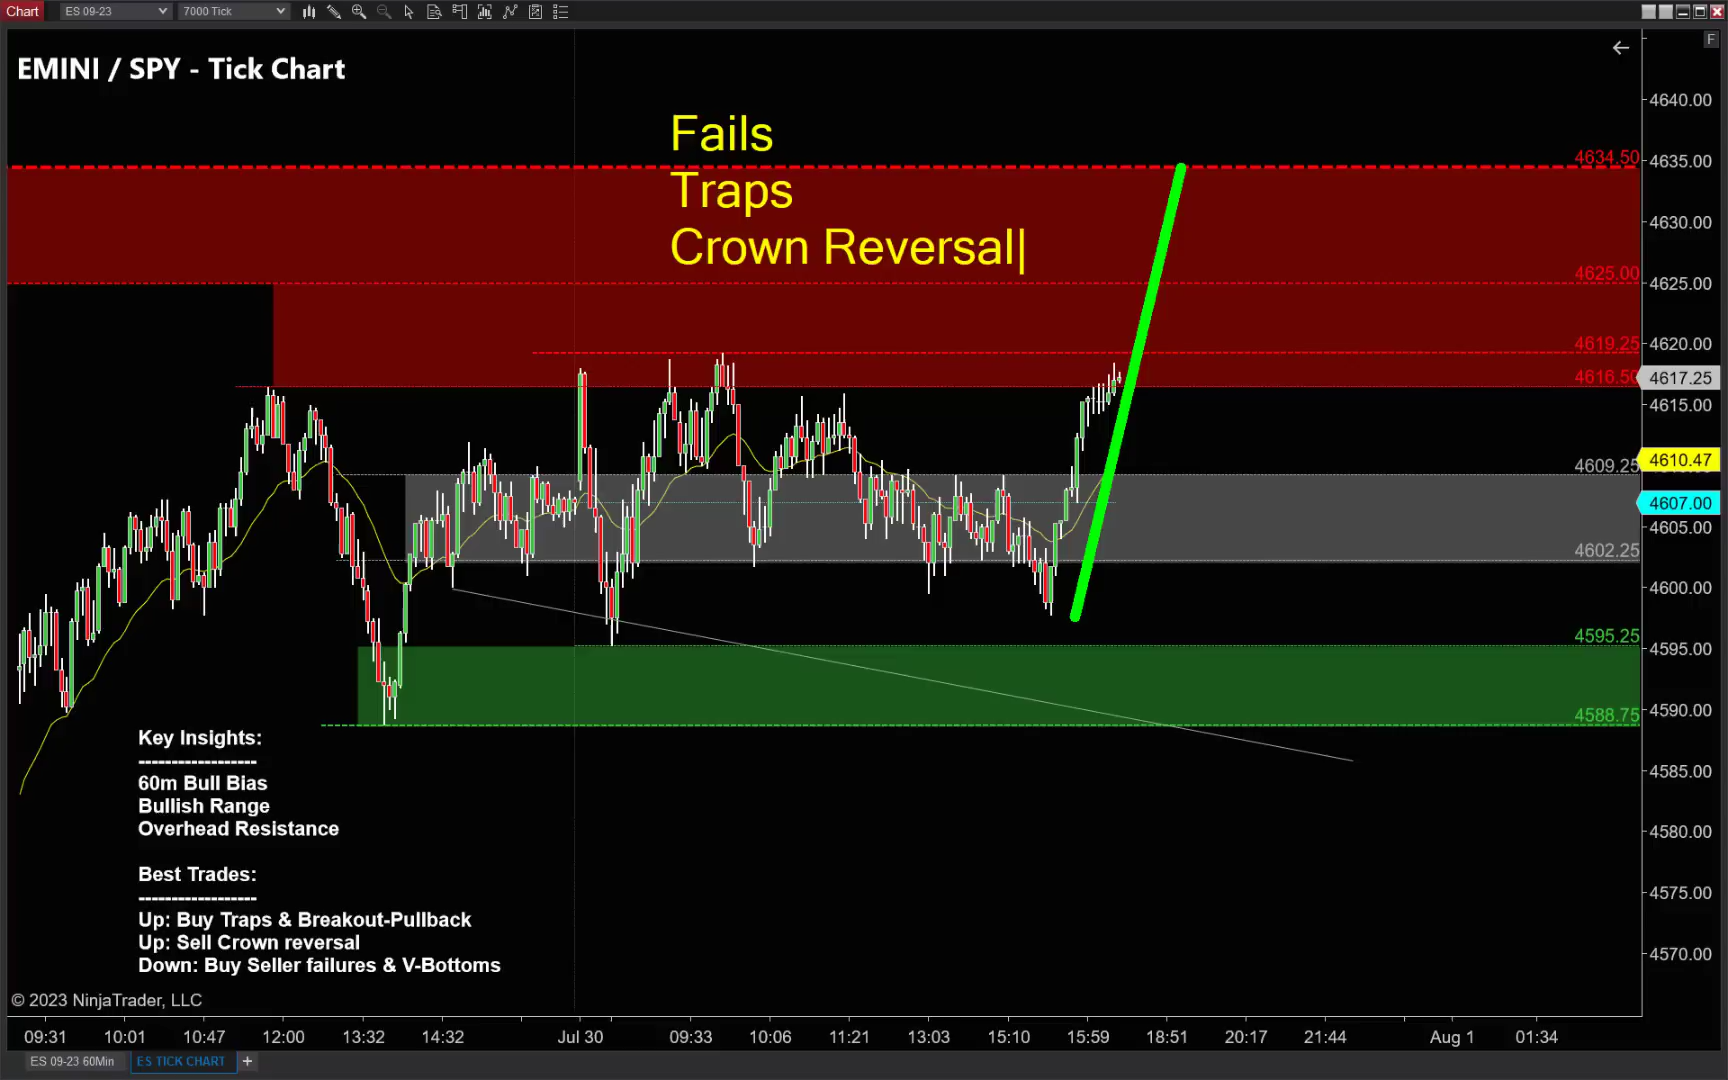 Chart
ES 09-23
7000 Tick
F
EMINI / SPY - Tick Chart
Fails
Traps
Crown Reversal
4634.50
4625.00
4619.25
4616.50
4609.25
4602.25
4595.25
4588.75
4640.00
4635.00
4630.00
4625.00
4620.00
4617.25
4615.00
4610.47
4607.00
4605.00
4600.00
4595.00
4590.00
4585.00
4580.00
4575.00
4570.00
Key Insights:
------------------
60m Bull Bias
Bullish Range
Overhead Resistance
Best Trades:
------------------
Up: Buy Traps & Breakout-Pullback
Up: Sell Crown reversal
Down: Buy Seller failures & V-Bottoms
© 2023 NinjaTrader, LLC
09:31 10:01 10:47 12:00 13:32 14:32 Jul 30 09:33 10:06 11:21 13:03 15:10 15:59 18:51 20:17 21:44 Aug 1 01:34
ES 09-23 60Min ES TICK CHART +